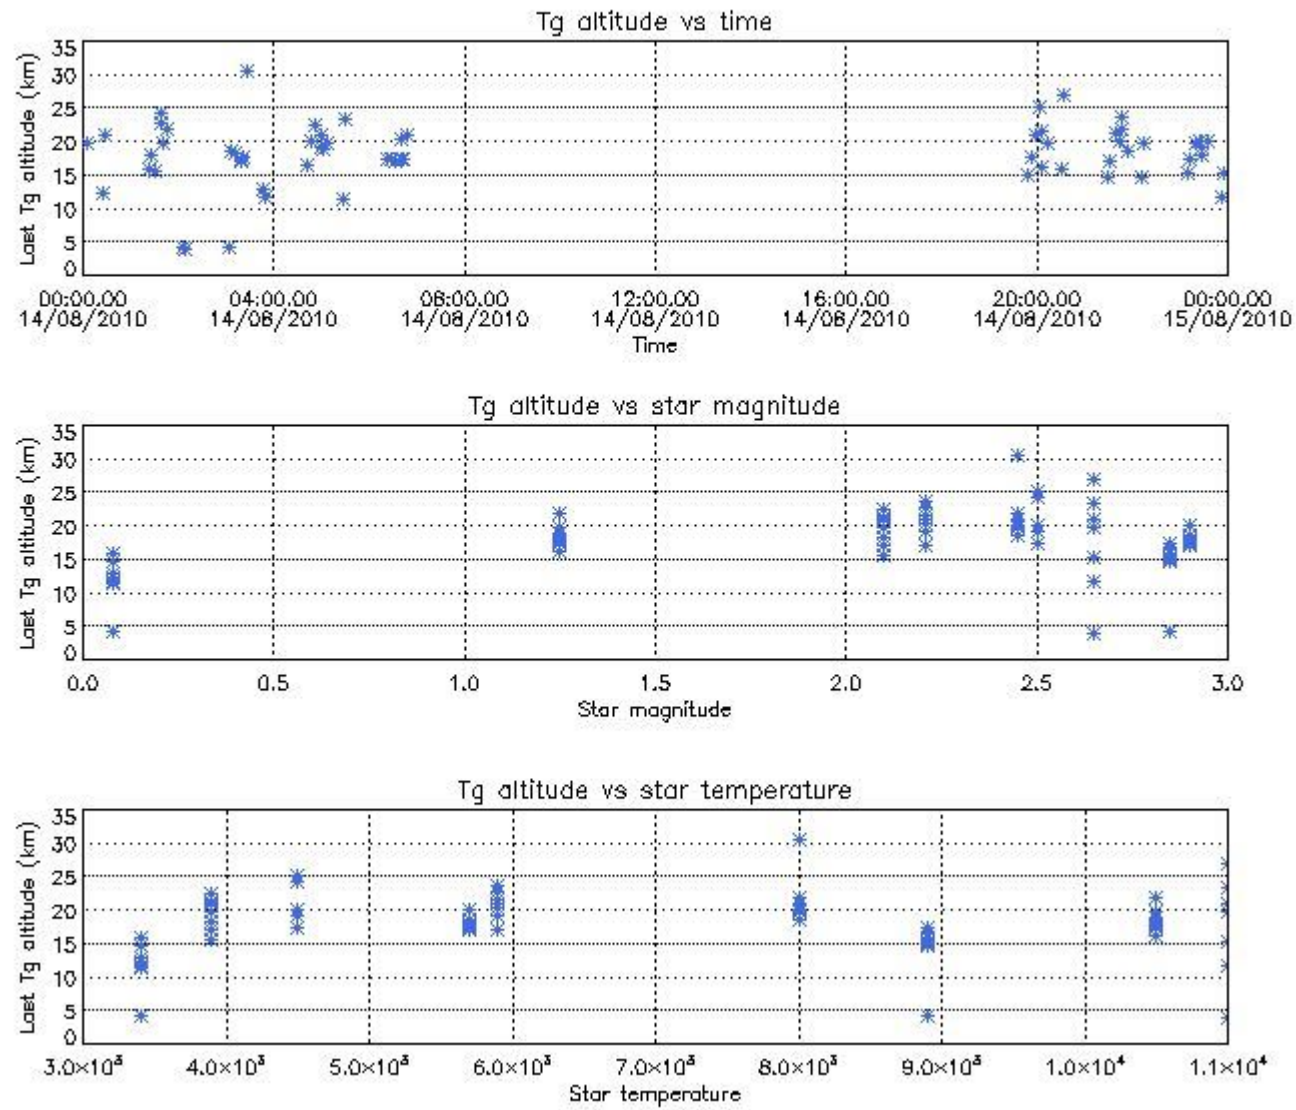 Tg altitude vs time
Last Tg altitude (km)
35
30
25
20
15
10
5
0
00:00.00 04:00.00 08:00.00 12:00.00 16:00.00 20:00.00 00:00.00
14/08/2010 14/08/2010 14/08/2010 14/08/2010 14/08/2010 14/08/2010 15/08/2010
Time
Tg altitude vs star magnitude
Last Tg altitude (km)
35
30
25
20
15
10
5
0
0.0 0.5 1.0 1.5 2.0 2.5 3.0
Star magnitude
Tg altitude vs star temperature
Last Tg altitude (km)
35
30
25
20
15
10
5
0
3.0×10³ 4.0×10³ 5.0×10³ 6.0×10³ 7.0×10³ 8.0×10³ 9.0×10³ 1.0×10⁴ 1.1×10⁴
Star temperature